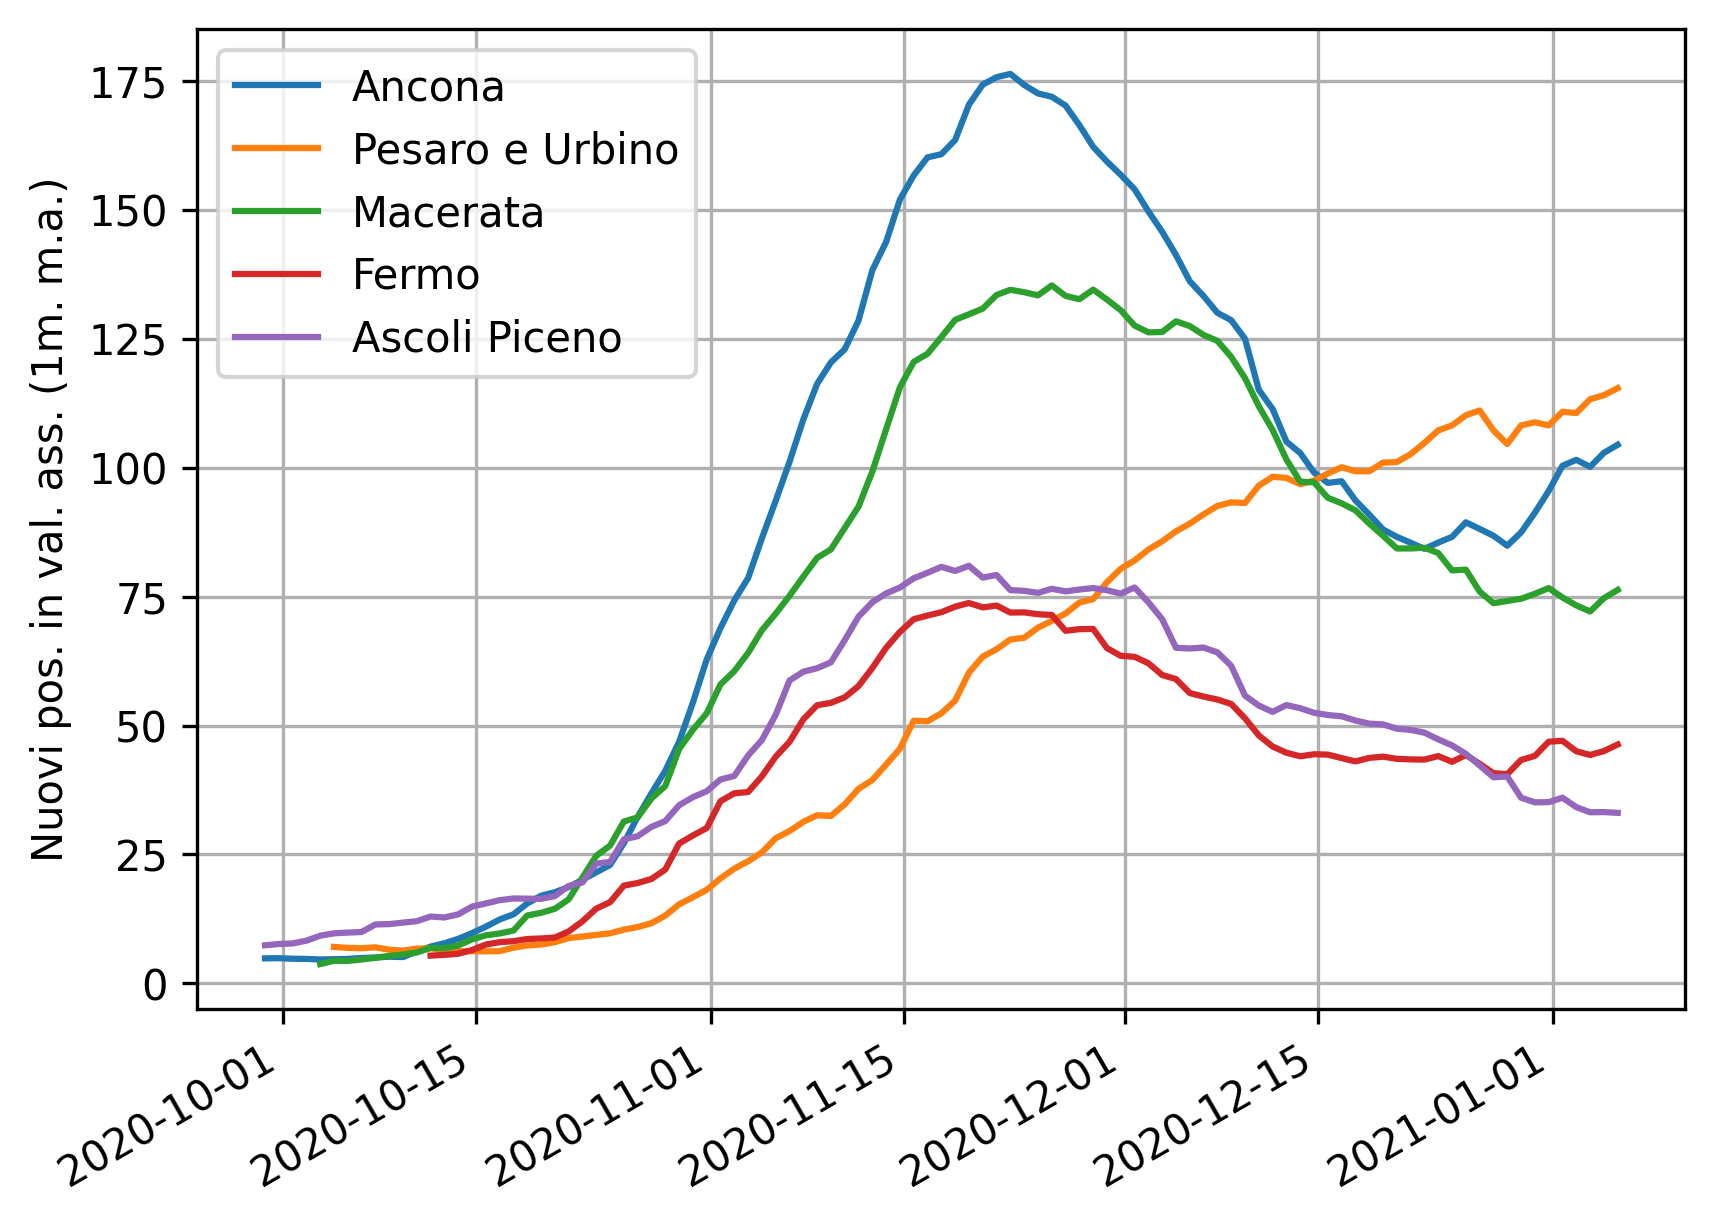 Nuovi pos. in val. ass. (1m. m.a.)
175
150
125
100
75
50
25
0
Ancona
Pesaro e Urbino
Macerata
Fermo
Ascoli Piceno
2020-10-01
2020-10-15
2020-11-01
2020-11-15
2020-12-01
2020-12-15
2021-01-01